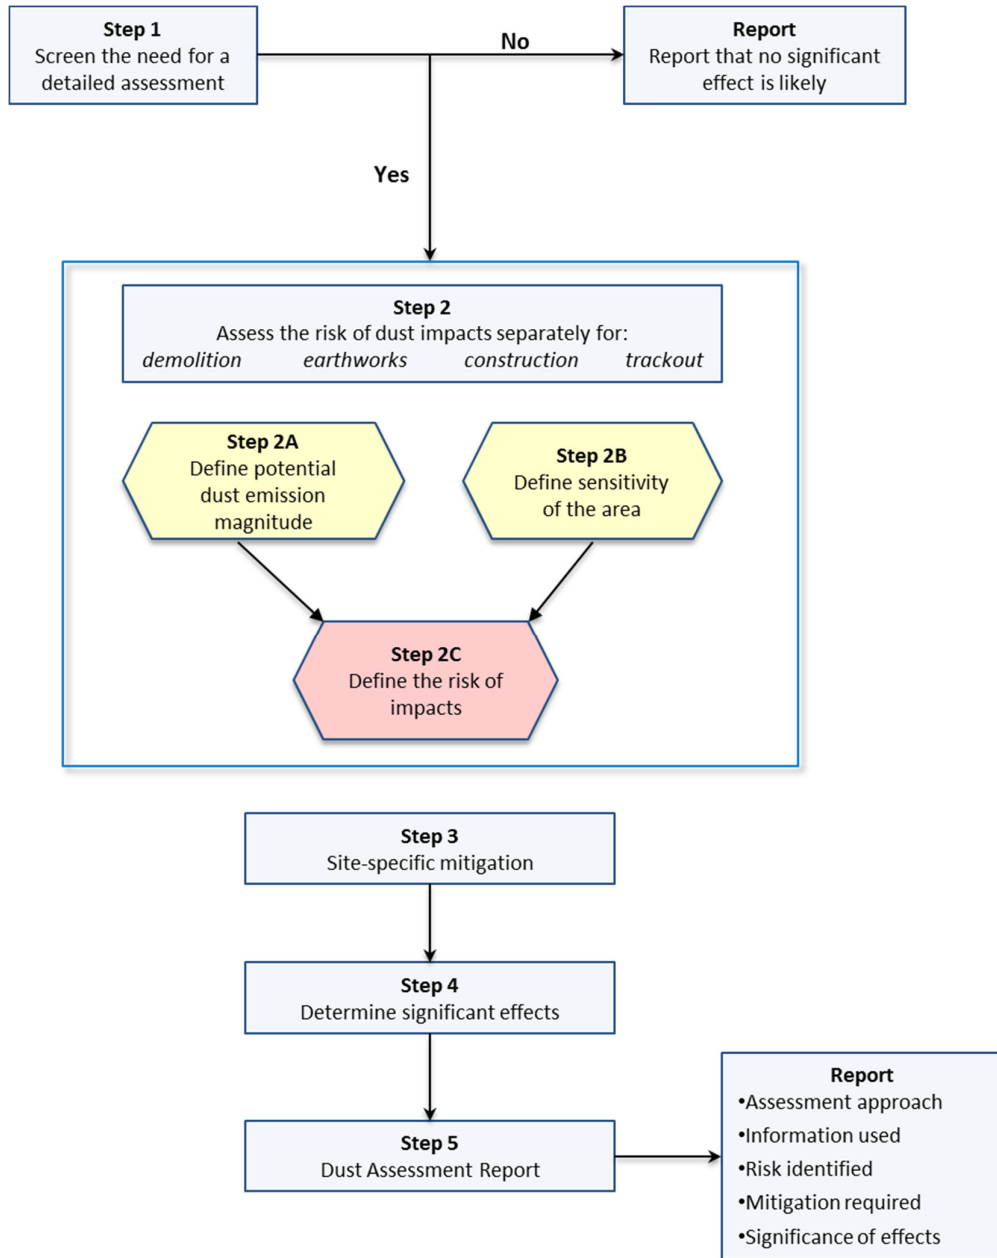 Step 1
Screen the need for a
detailed assessment
No
Report
Report that no significant
effect is likely
Yes
Step 2
Assess the risk of dust impacts separately for:
demolition earthworks construction trackout
Step 2A
Define potential
dust emission
magnitude
Step 2B
Define sensitivity
of the area
Step 2C
Define the risk of
impacts
Step 3
Site-specific mitigation
Step 4
Determine significant effects
Step 5
Dust Assessment Report
Report
•Assessment approach
•Information used
•Risk identified
•Mitigation required
•Significance of effects